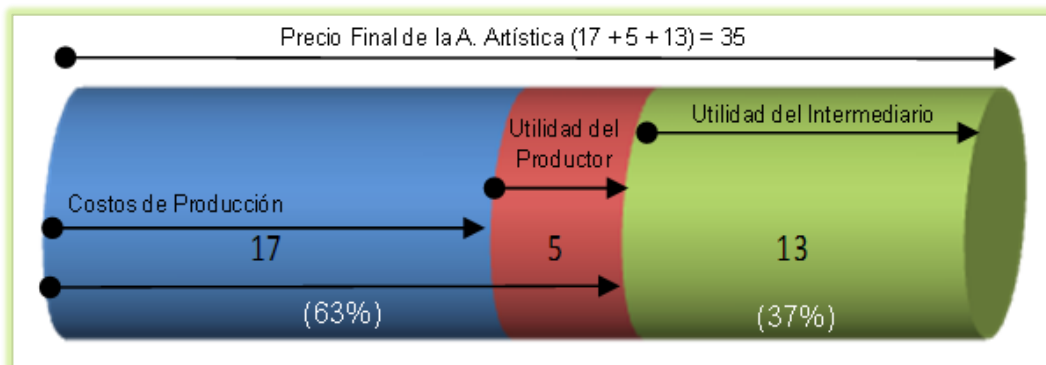 Precio Final de la A. Artística (17 + 5 + 13) = 35
Utilidad del
Productor
Utilidad del Intermediario
Costos de Producción
17
5
13
(63%)
(37%)